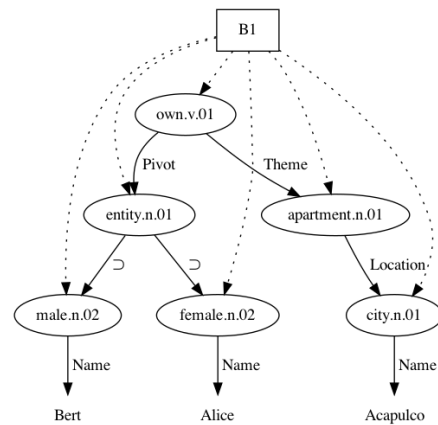 B1
own.v.01
Pivot
Theme
entity.n.01
apartment.n.01
⊃
⊃
Location
male.n.02
female.n.02
city.n.01
Name
Name
Name
Bert
Alice
Acapulco